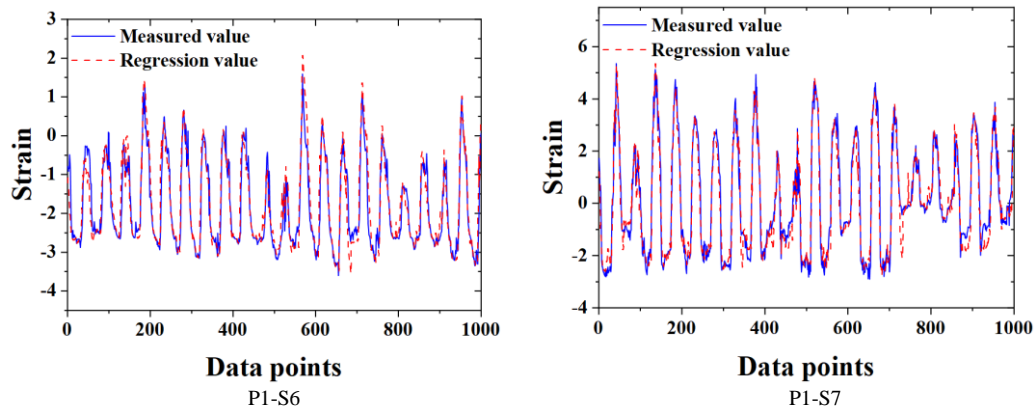 3
2
1
0
-1
-2
-3
-4
Strain
Measured value
Regression value
0
200
400
600
800
1000
Data points
P1-S6
6
4
2
0
-2
-4
Strain
Measured value
Regression value
0
200
400
600
800
1000
Data points
P1-S7